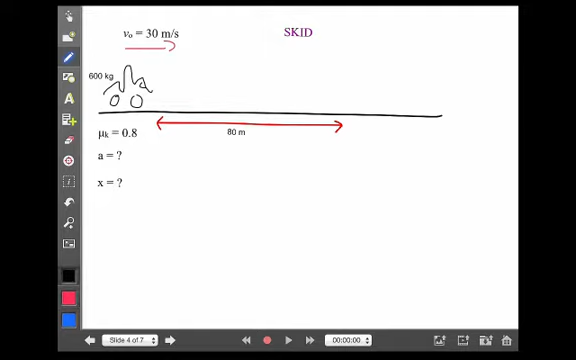 v₀ = 30 m/s
SKID
600 kg
μₖ = 0.8
80 m
a = ?
x = ?
Slide 4 of 7
00:00:00